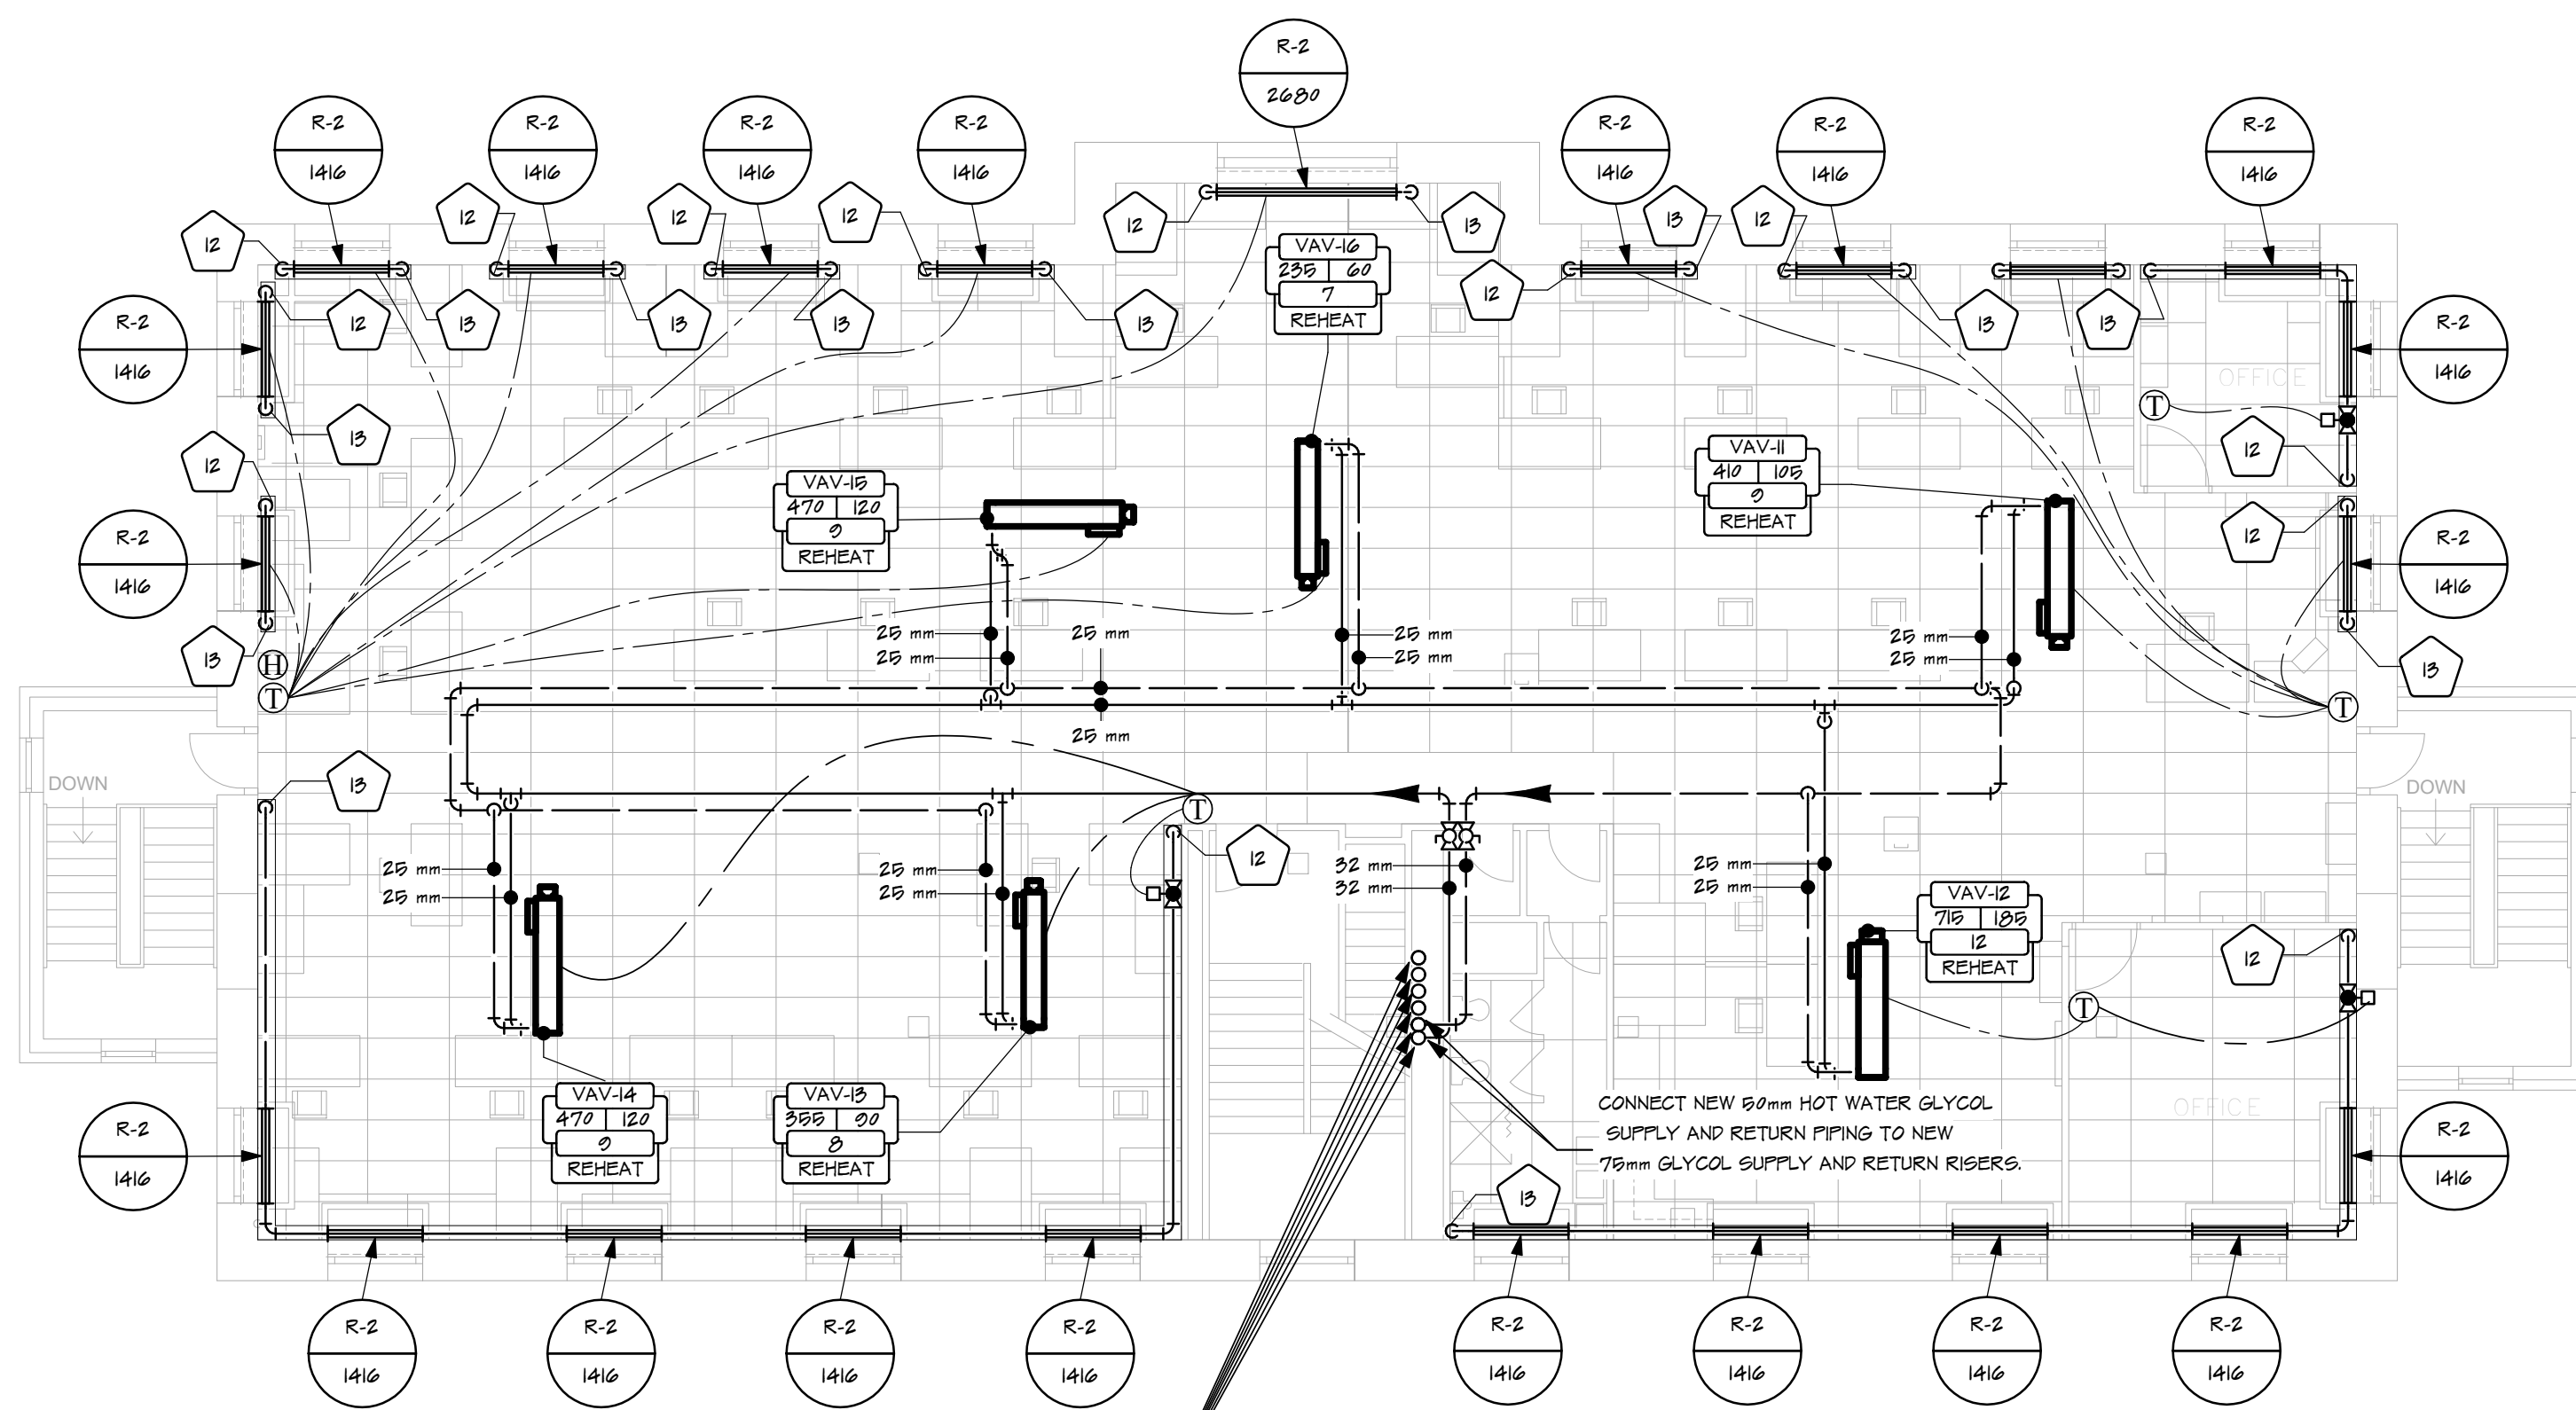 R-2
2680
R-2
1416
R-2
1416
R-2
1416
R-2
1416
R-2
1416
R-2
1416
R-2
1416
12
12
12
12
12
13
13
12
12
13
13
13
13
12
13
13
12
13
VAV-16
235 60
7
REHEAT
R-2
1416
R-2
1416
OFFICE
T
13
12
12
VAV-15
470 120
9
REHEAT
VAV-11
410 105
9
REHEAT
R-2
1416
R-2
1416
12
13
H
T
13
T
25 mm
25 mm
25 mm
25 mm
25 mm
25 mm
25 mm
25 mm
DOWN
13
T
DOWN
12
25 mm
25 mm
25 mm
25 mm
32 mm
32 mm
25 mm
25 mm
VAV-12
715 185
12
REHEAT
12
T
VAV-14
470 120
9
REHEAT
VAV-13
355 90
8
REHEAT
CONNECT NEW 50mm HOT WATER GLYCOL
SUPPLY AND RETURN PIPING TO NEW
75mm GLYCOL SUPPLY AND RETURN RISERS.
OFFICE
R-2
1416
R-2
1416
13
R-2
1416
R-2
1416
R-2
1416
R-2
1416
R-2
1416
R-2
1416
R-2
1416
R-2
1416